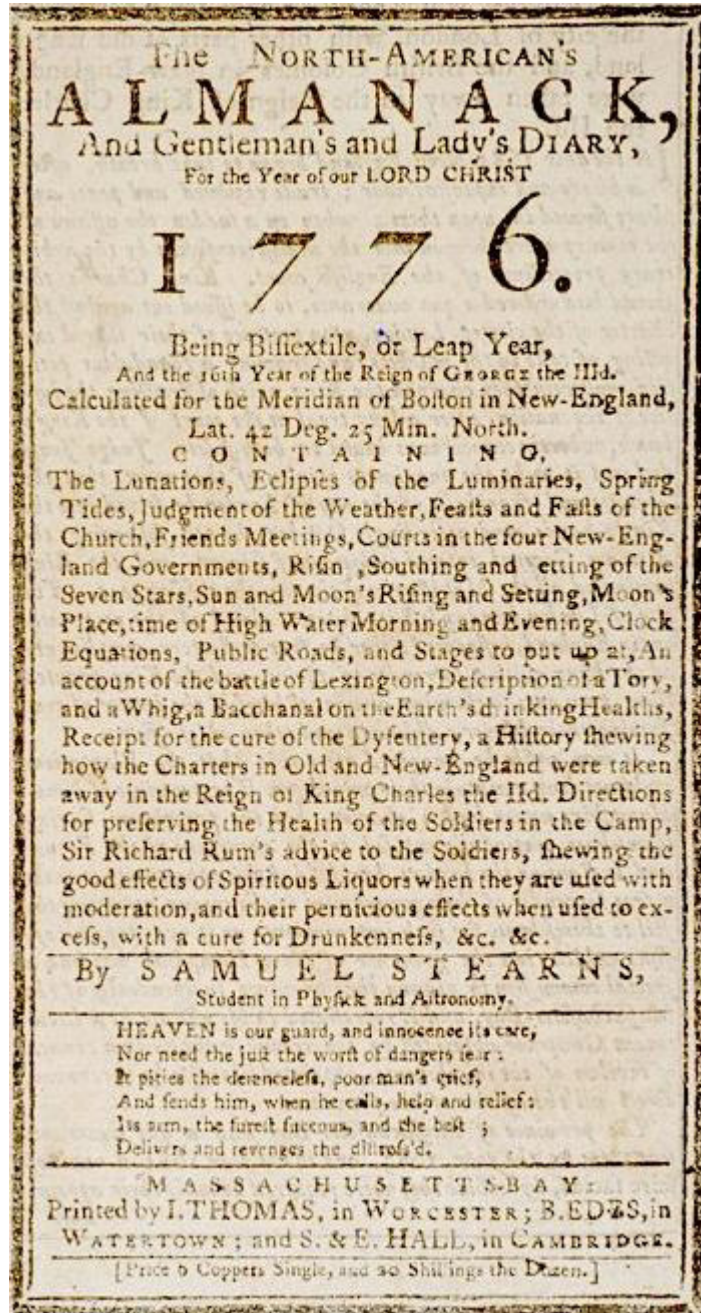 The NORTH-AMERICAN'S
ALMANACK,
And Gentleman's and Lady's DIARY,
For the Year of our LORD CHRIST
1776.
Being Biſſextile, or Leap Year,
And the 16th Year of the Reign of GEORGE the IIId.
Calculated for the Meridian of Boſton in New-England,
Lat. 42 Deg. 25 Min. North.
CONTAINING,
The Lunations, Eclipſes of the Luminaries, Spring
Tides, Judgment of the Weather, Feaſts and Faſts of the
Church, Friends Meetings, Courts in the four New-Eng-
land Governments, Riſin , Southing and etting of the
Seven Stars, Sun and Moon's Riſing and Setting, Moon's
Place, time of High Water Morning and Evening, Clock
Equations, Public Roads, and Stages to put up at, An
account of the battle of Lexington, Deſcription of a Tory,
and a Whig, a Bacchanal on the Earth's d inking Healths,
Receipt for the cure of the Dyſentery, a Hiſtory ſhewing
how the Charters in Old and New-England were taken
away in the Reign of King Charles the IId. Directions
for preſerving the Health of the Soldiers in the Camp,
Sir Richard Rum's advice to the Soldiers, ſhewing the
good effects of Spiritous Liquors when they are uſed with
moderation, and their pernicious effects when uſed to ex-
ceſs, with a cure for Drunkenneſs, &c. &c.
By SAMUEL STEARNS,
Student in Phyſick and Aſtronomy.
HEAVEN is our guard, and innocence its care,
Nor need the juſt the worſt of dangers fear:
It pities the defenceleſs, poor man's grief,
And ſends him, when he calls, help and relief:
Its arm, the ſureſt ſuccour, and the beſt;
Delivers and revenges the diſtreſs'd.
MASSACHUSETTS-BAY:
Printed by I. THOMAS, in WORCESTER; B. EDES, in
WATERTOWN; and S. & E. HALL, in CAMBRIDGE.
[Price 6 Coppers Single, and 20 Shillings the Dozen.]